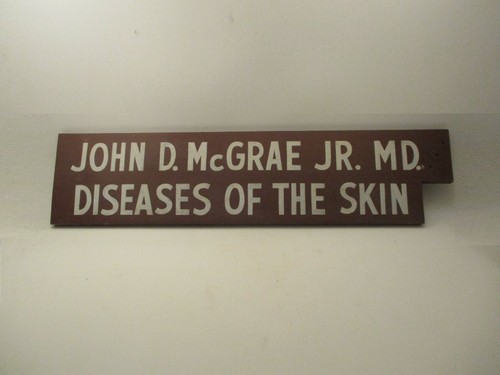 JOHN D. McGRAE JR. MD.
DISEASES OF THE SKIN